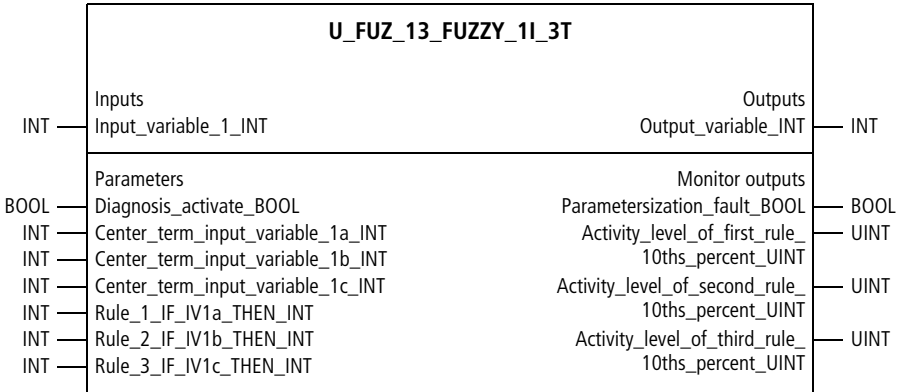 U_FUZ_13_FUZZY_1I_3T
Inputs Outputs
INT Input_variable_1_INT Output_variable_INT INT
Parameters Monitor outputs
BOOL Diagnosis_activate_BOOL Parametersization_fault_BOOL BOOL
INT Center_term_input_variable_1a_INT Activity_level_of_first_rule_ UINT
INT Center_term_input_variable_1b_INT 10ths_percent_UINT
INT Center_term_input_variable_1c_INT Activity_level_of_second_rule_ UINT
INT Rule_1_IF_IV1a_THEN_INT 10ths_percent_UINT
INT Rule_2_IF_IV1b_THEN_INT Activity_level_of_third_rule_ UINT
INT Rule_3_IF_IV1c_THEN_INT 10ths_percent_UINT